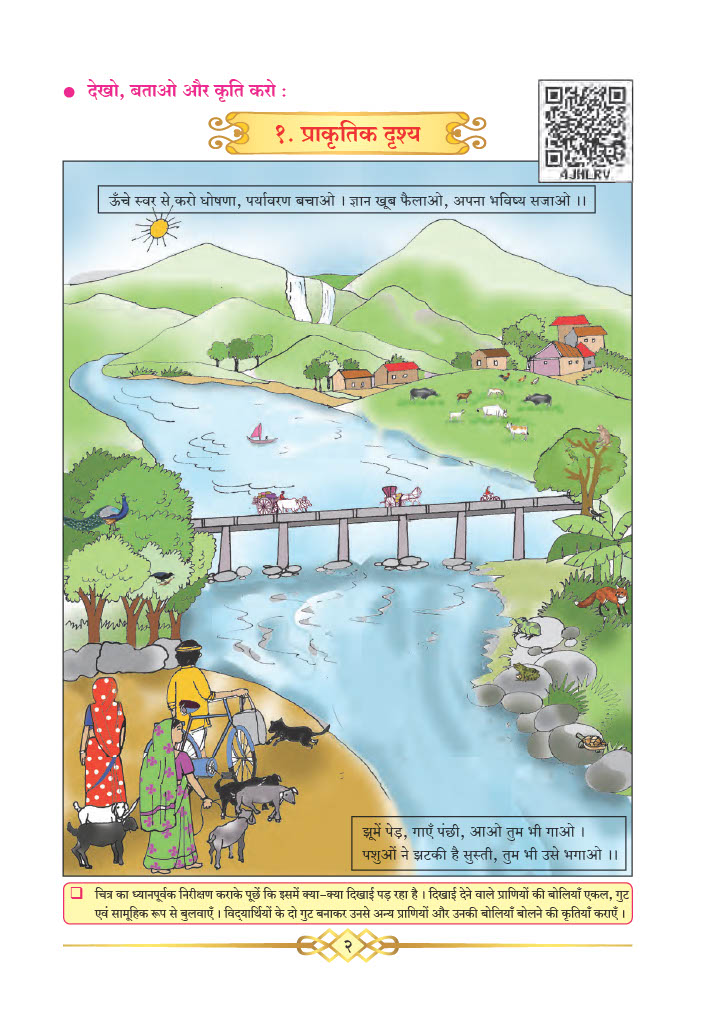 ● देखो, बताओ और कृति करो :
4JHLRV
१. प्राकृतिक दृश्य
ऊँचे स्वर से करो घोषणा, पर्यावरण बचाओ । ज्ञान खूब फैलाओ, अपना भविष्य सजाओ ।।
झूमें पेड़, गाएँ पंछी, आओ तुम भी गाओ ।
पशुओं ने झटकी है सुस्ती, तुम भी उसे भगाओ ।।
❑ चित्र का ध्यानपूर्वक निरीक्षण कराके पूछें कि इसमें क्या-क्या दिखाई पड़ रहा है । दिखाई देने वाले प्राणियों की बोलियाँ एकल, गुट
एवं सामूहिक रूप से बुलवाएँ । विद्यार्थियों के दो गुट बनाकर उनसे अन्य प्राणियों और उनकी बोलियाँ बोलने की कृतियाँ कराएँ ।
२